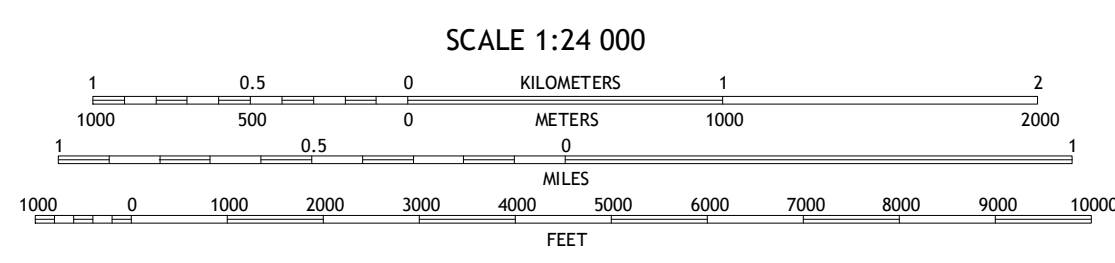 SCALE 1:24 000
1 0.5 0 KILOMETERS 1 2
1000 500 0 METERS 1000 2000
1 0.5 0 1
MILES
1000 0 1000 2000 3000 4000 5000 6000 7000 8000 9000 10000
FEET